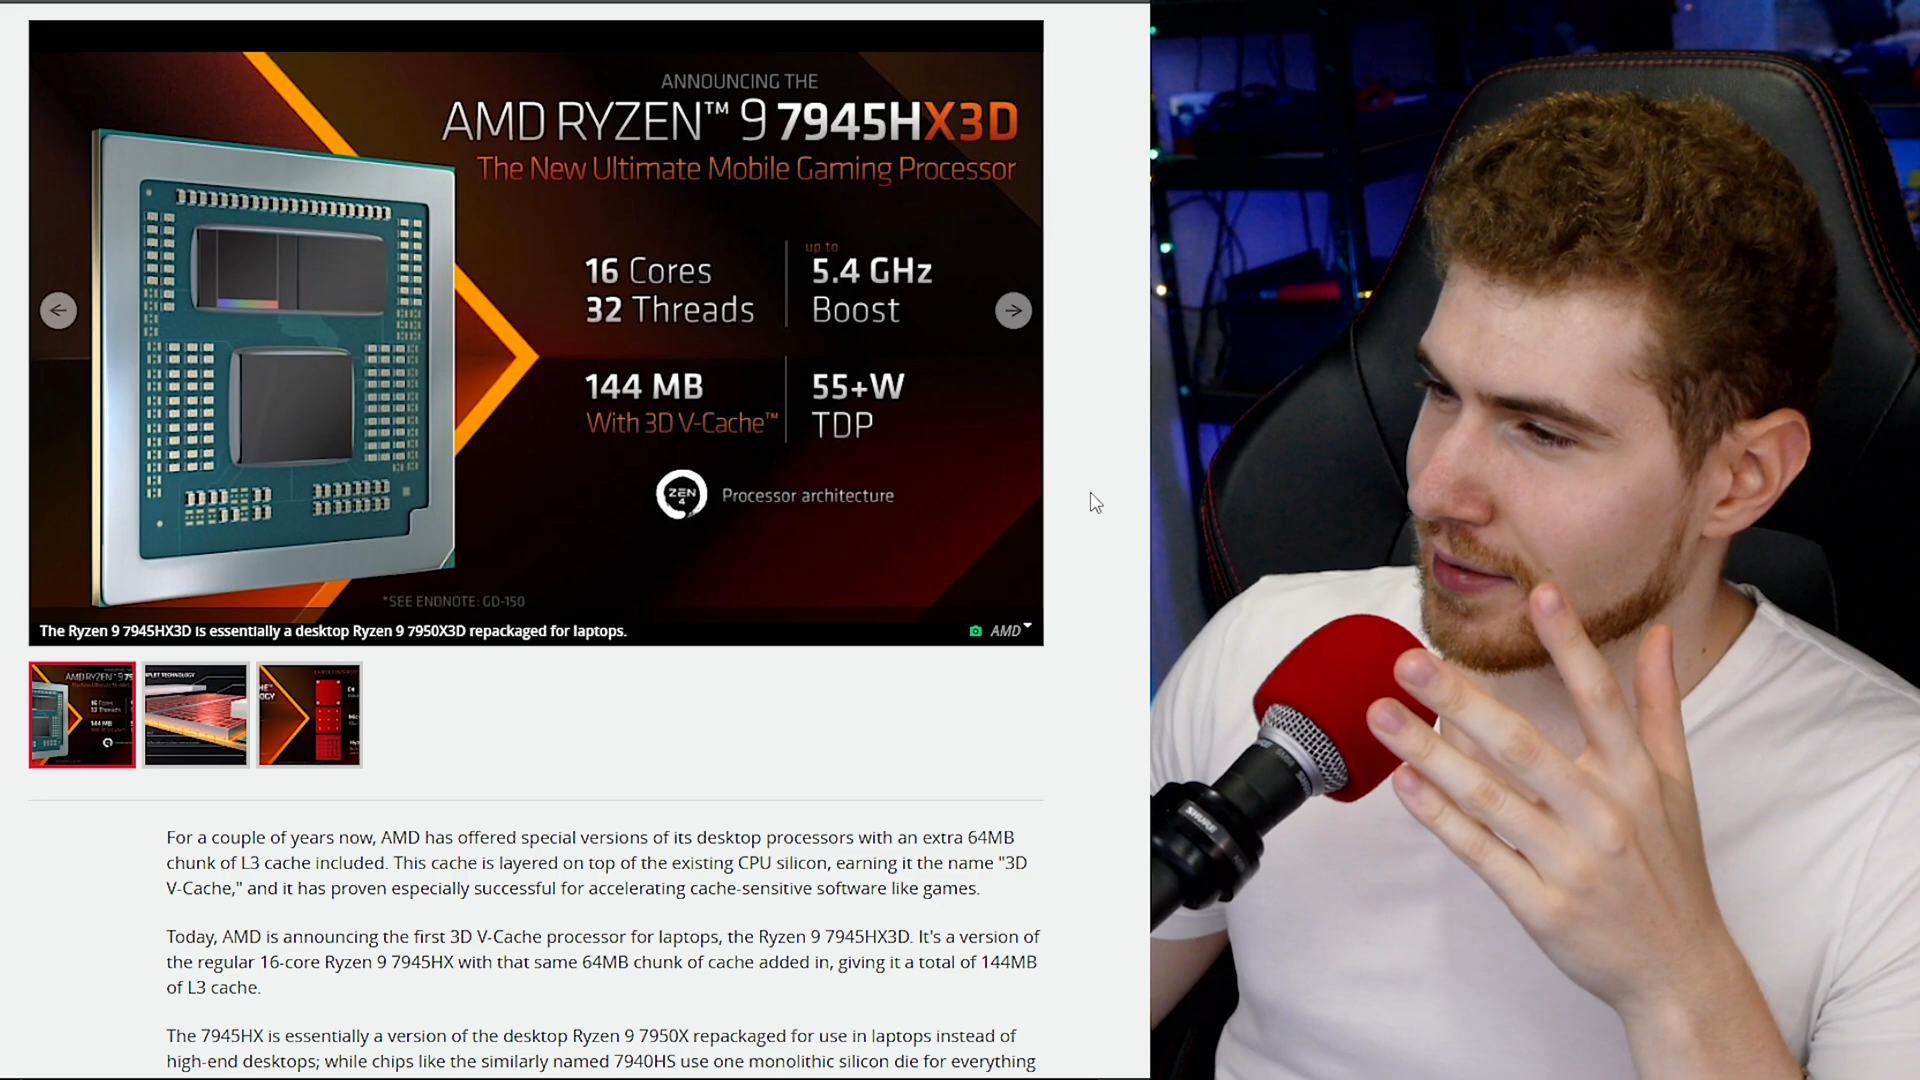 ANNOUNCING THE
AMD RYZEN™ 9 7945HX3D
The New Ultimate Mobile Gaming Processor
16 Cores
32 Threads
up to
5.4 GHz
Boost
144 MB
With 3D V-Cache™
55+W
TDP
ZEN
4
Processor architecture
*SEE ENDNOTE: GD-150
The Ryzen 9 7945HX3D is essentially a desktop Ryzen 9 7950X3D repackaged for laptops.
AMD
For a couple of years now, AMD has offered special versions of its desktop processors with an extra 64MB
chunk of L3 cache included. This cache is layered on top of the existing CPU silicon, earning it the name "3D
V-Cache," and it has proven especially successful for accelerating cache-sensitive software like games.
Today, AMD is announcing the first 3D V-Cache processor for laptops, the Ryzen 9 7945HX3D. It's a version of
the regular 16-core Ryzen 9 7945HX with that same 64MB chunk of cache added in, giving it a total of 144MB
of L3 cache.
The 7945HX is essentially a version of the desktop Ryzen 9 7950X repackaged for use in laptops instead of
high-end desktops; while chips like the similarly named 7940HS use one monolithic silicon die for everything
SHURE